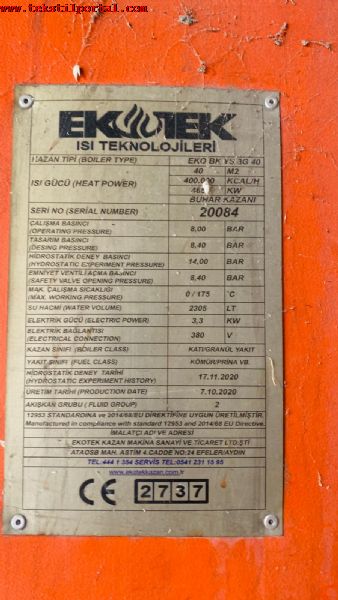 www.tekstilportal.com
EKOTEK
ISI TEKNOLOJİLERİ
KAZAN TİPİ (BOILER TYPE) EKO BK YS 3G 40
40 M2
ISI GÜCÜ (HEAT POWER) 400.000 KCAL/H
465 KW
BUHAR KAZANI
SERI NO (SERIAL NUMBER) 20084
ÇALIŞMA BASINCI
(OPERATING PRESSURE) 8,00 BAR
TASARIM BASINCI
(DESING PRESSURE) 8,40 BAR
HİDROSTATİK DENEY BASINCI
(HYDROSTATIC EXPERIMENT PRESSURE) 14,00 BAR
EMNİYET VENTİLİ AÇMA BASINCI
(SAFETY VALVE OPENING PRESSURE) 8,40 BAR
MAK. ÇALIŞMA SICAKLIĞI
(MAX. WORKING PRESSURE) 0 / 175 °C
SU HACMİ (WATER VOLUME) 2305 LT
ELEKTRİK GÜCÜ (ELECTRIC POWER) 3,3 KW
ELEKTRİK BAĞLANTISI
(ELECTRICAL CONNECTION) 380 V
KAZAN SINIFI (BOILER CLASS) KATI/GRANÜL YAKIT
YAKIT SINIFI (FUEL CLASS) KÖMÜR/PRİNA VB.
HİDROSTATİK DENEY TARİHİ
(HYDROSTATIC EXPERIMENT HISTORY) 17.11.2020
ÜRETİM TARİHİ (PRODUCTION DATE) 7.10.2020
AKIŞKAN GRUBU ( FLUID GROUP) 2
12953 STANDARDINA ve 2014/68/EU DİREKTİFİNE UYGUN ÜRETİLMİŞTİR.
Manufactured in compliance with standard 12953 and 2014/68 EU Directive.
İMALATÇI ADI VE ADRESİ
EKOTEK KAZAN MAKİNA SANAYİ VE TİCARET LTD.ŞTİ
ATAOSB MAH. ASTİM 4.CADDE NO:24 EFELER/AYDIN
TEL:444 1 354 SERVİS TEL:0541 231 15 95
www.ekotekkazan.com.tr
CE 2737